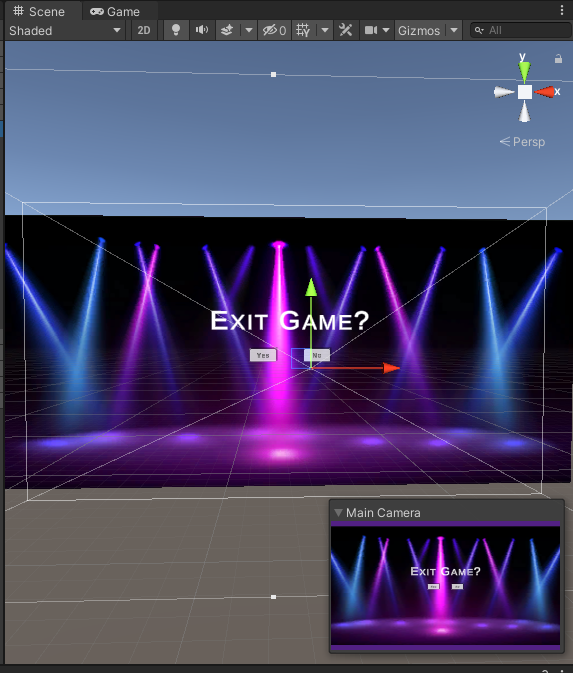 Scene Game
Shaded 2D 0 Gizmos All
y
x
Persp
Exit Game?
Yes No
Main Camera
Exit Game?